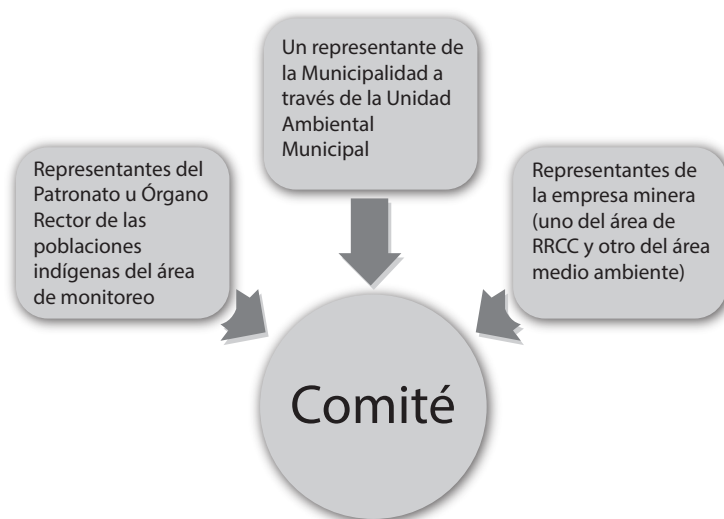 Un representante de
la Municipalidad a
través de la Unidad
Ambiental
Municipal
Representantes del
Patronato u Órgano
Rector de las
poblaciones
indígenas del área
de monitoreo
Representantes de
la empresa minera
(uno del área de
RRCC y otro del área
medio ambiente)
Comité